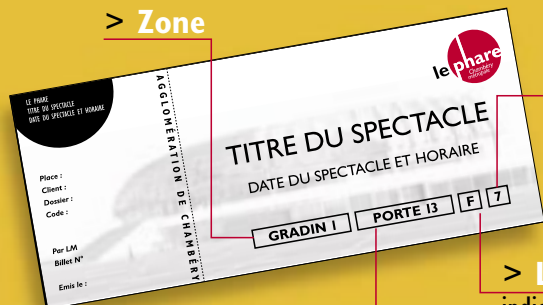 > Zone
LE PHARE
TITRE DU SPECTACLE
DATE DU SPECTACLE ET HORAIRE
Place :
Client :
Dossier :
Code :
Par LM
Billet N°
Emis le :
AGGLOMÉRATION DE CHAMBÉRY
le phare
Chambéry
métropole
TITRE DU SPECTACLE
DATE DU SPECTACLE ET HORAIRE
GRADIN 1
PORTE 13
F
7
> L